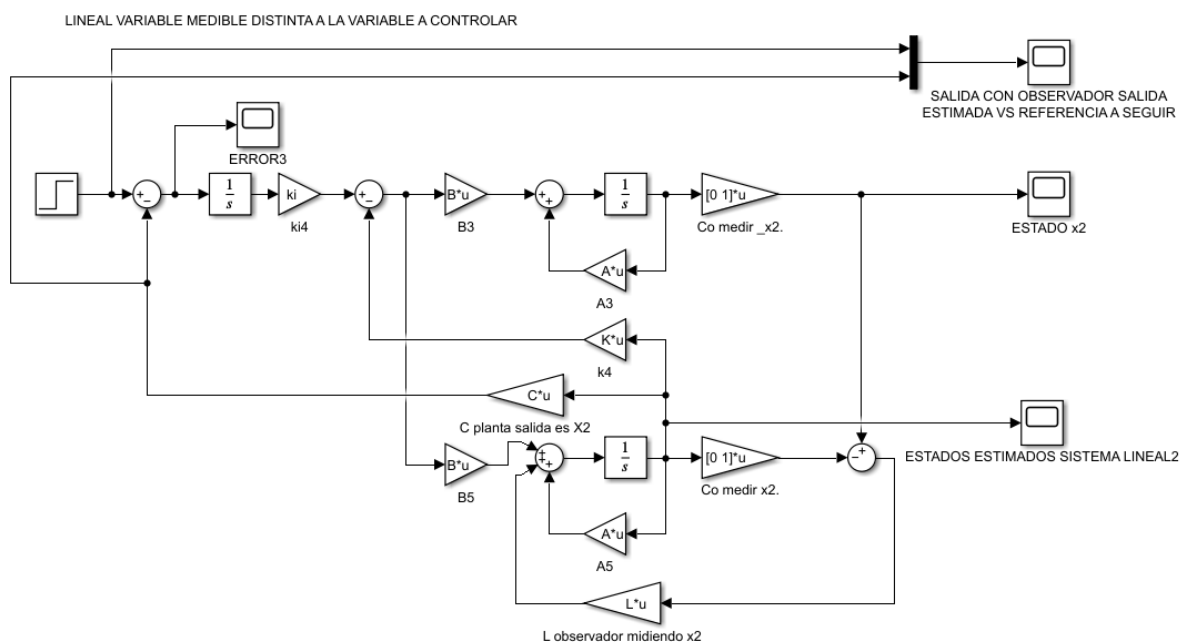 LINEAL VARIABLE MEDIBLE DISTINTA A LA VARIABLE A CONTROLAR
SALIDA CON OBSERVADOR SALIDA
ESTIMADA VS REFERENCIA A SEGUIR
ERROR3
+
−
1
s
ki
ki4
+
−
B*u
B3
+
+
1
s
[0 1]*u
Co medir _x2.
ESTADO x2
A*u
A3
K*u
k4
C*u
C planta salida es X2
B*u
B5
+
+
+
1
s
[0 1]*u
Co medir x2.
−
+
ESTADOS ESTIMADOS SISTEMA LINEAL2
A*u
A5
L*u
L observador midiendo x2